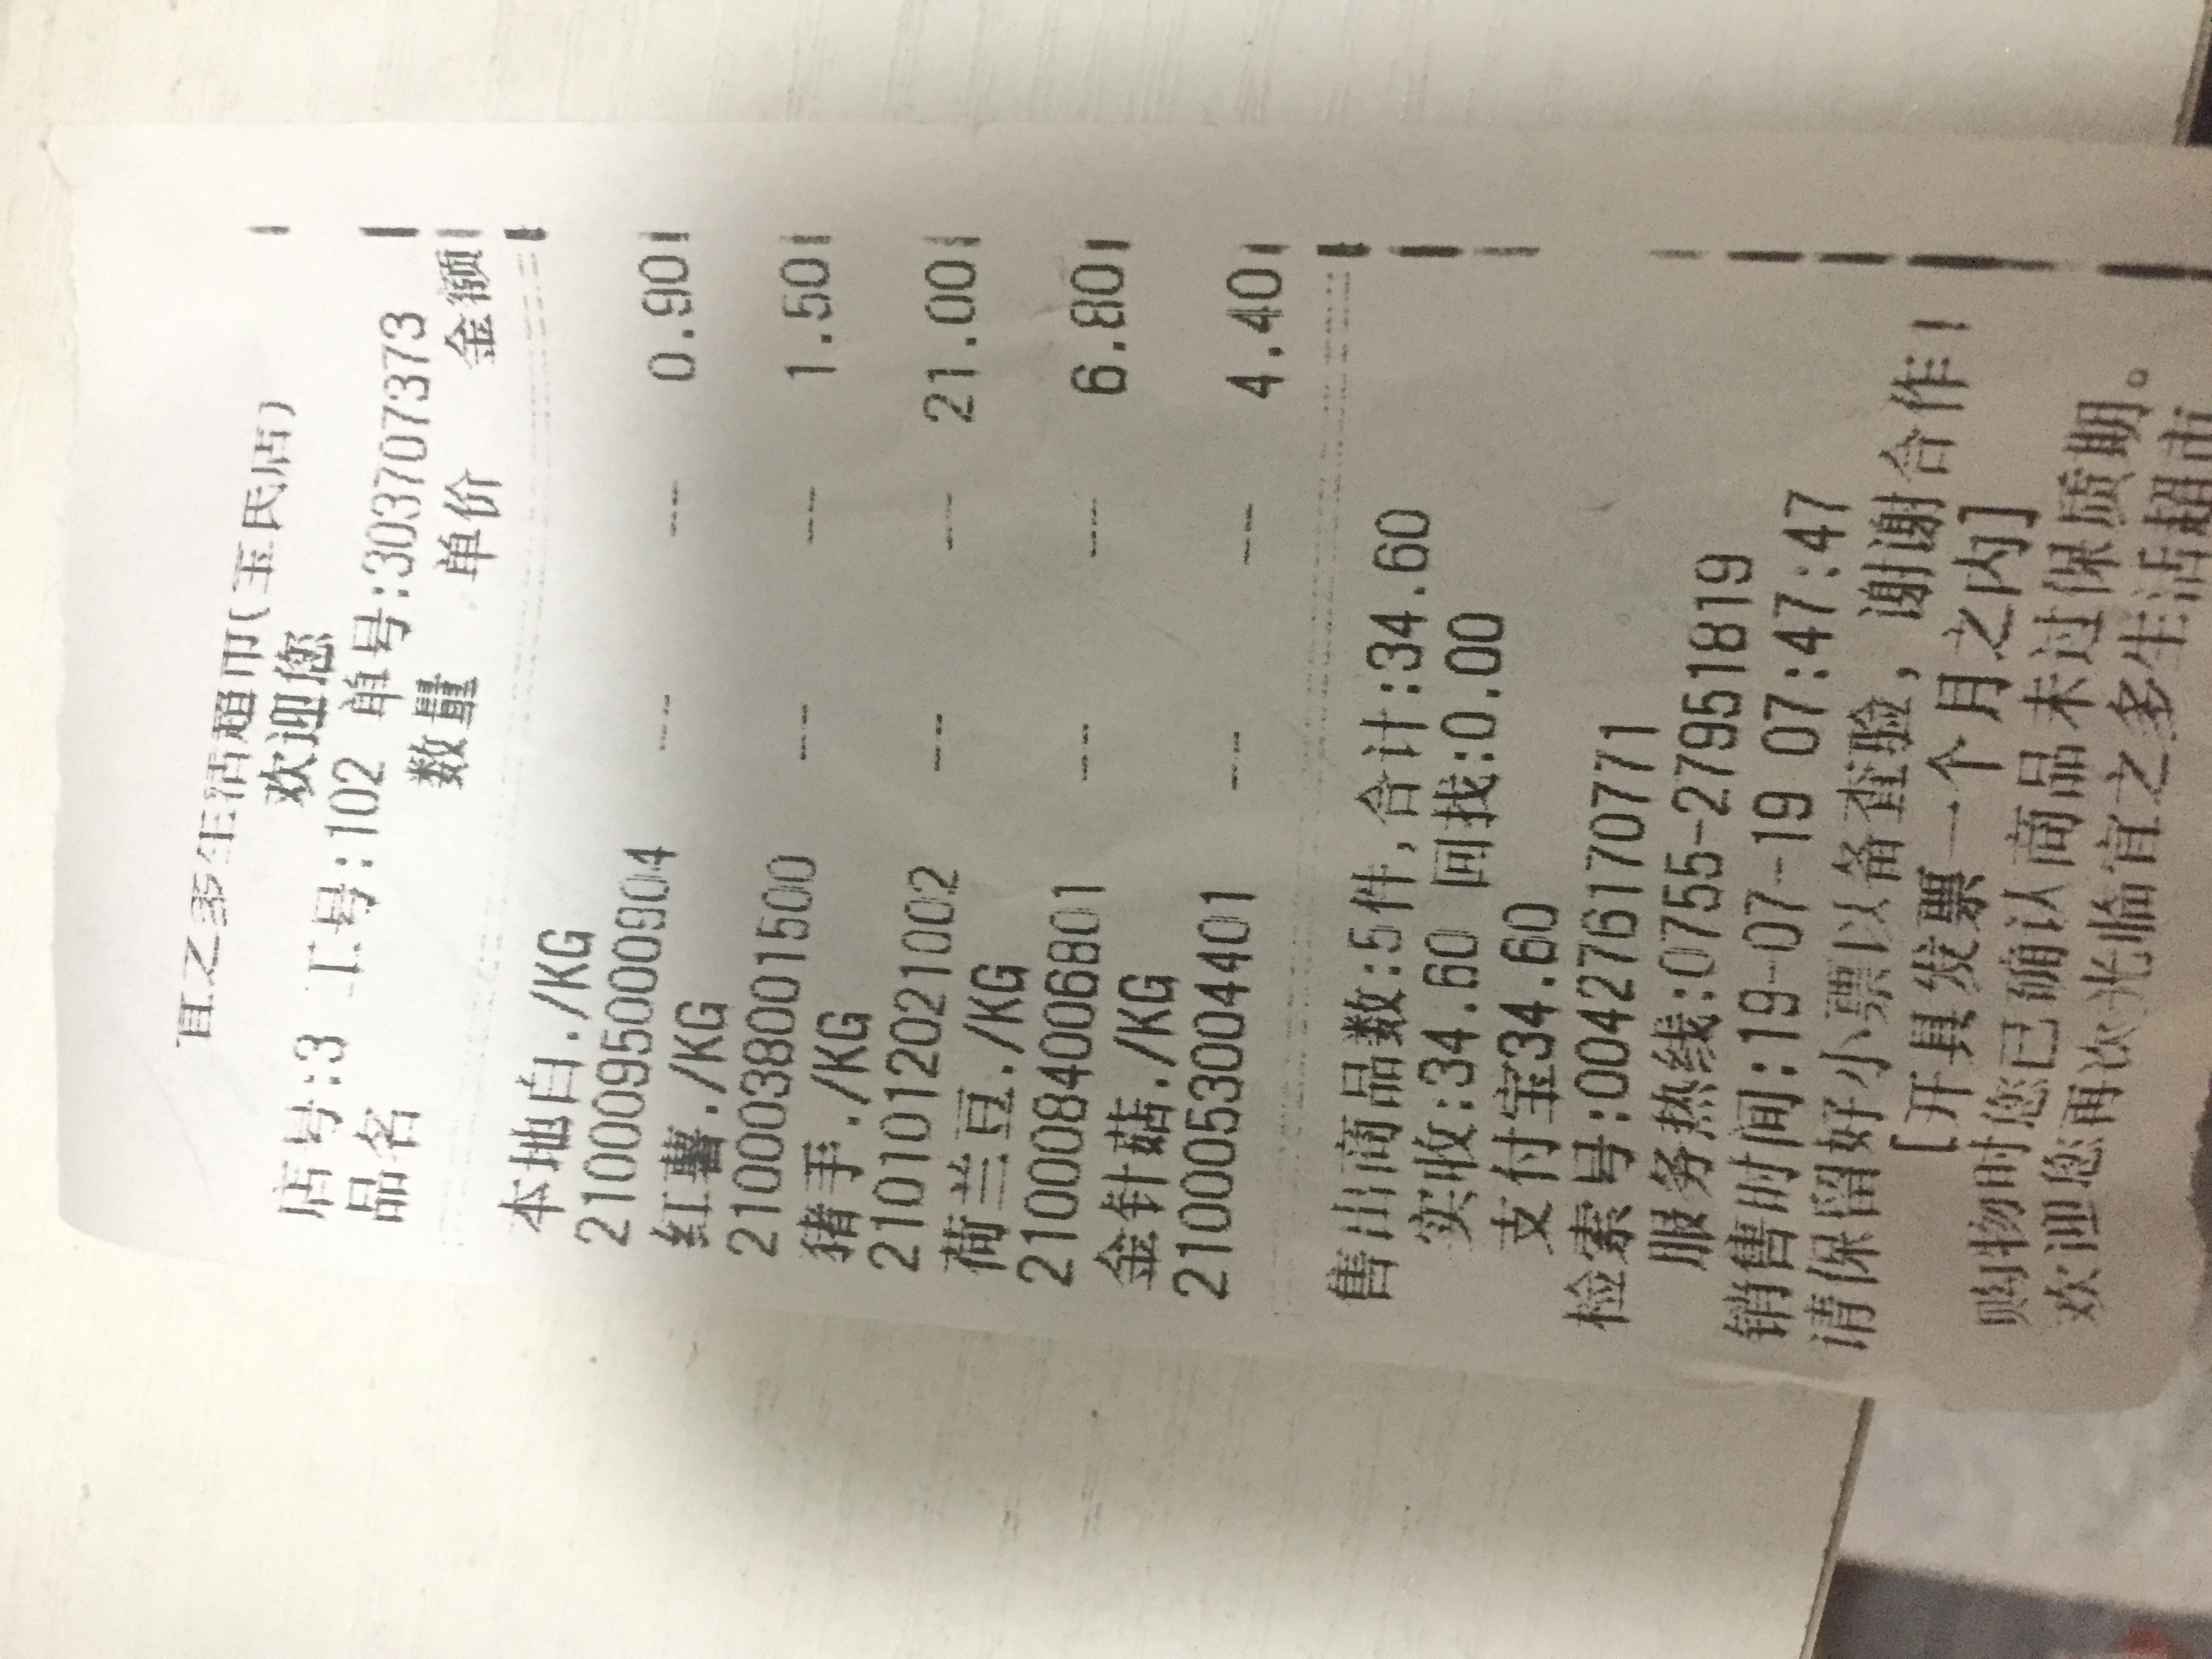 宜之多生活超市(宝民店)
欢迎您
店号:3 工号:102 单号:303707373
品名 数量 单价 金额
本地白./KG
2100095000904 -- -- 0.90
红薯./KG
2100038001500 -- -- 1.50
猪手./KG
2101012021002 -- -- 21.00
荷兰豆./KG
2100084006801 -- -- 6.80
金针菇./KG
2100053004401 -- -- 4.40
售出商品数:5件,合计:34.60
实收:34.60 回找:0.00
支付宝34.60
检索号:004276170771
服务热线:0755-27951819
销售时间:19-07-19 07:47:47
请保留好小票以备查验，谢谢合作！
[开具发票一个月之内]
购物时您已确认商品未过保质期。
欢迎您再次光临宜之多生活超市